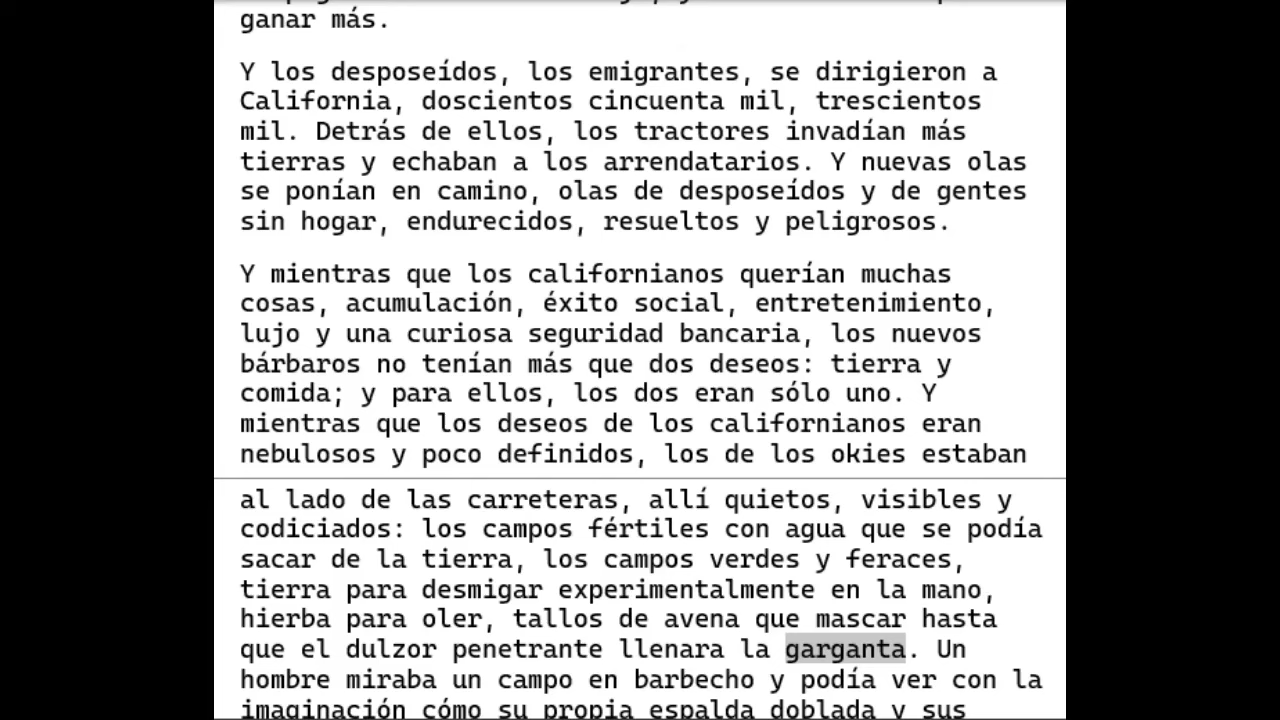 ganar más.
Y los desposeídos, los emigrantes, se dirigieron a
California, doscientos cincuenta mil, trescientos
mil. Detrás de ellos, los tractores invadían más
tierras y echaban a los arrendatarios. Y nuevas olas
se ponían en camino, olas de desposeídos y de gentes
sin hogar, endurecidos, resueltos y peligrosos.
Y mientras que los californianos querían muchas
cosas, acumulación, éxito social, entretenimiento,
lujo y una curiosa seguridad bancaria, los nuevos
bárbaros no tenían más que dos deseos: tierra y
comida; y para ellos, los dos eran sólo uno. Y
mientras que los deseos de los californianos eran
nebulosos y poco definidos, los de los okies estaban
al lado de las carreteras, allí quietos, visibles y
codiciados: los campos fértiles con agua que se podía
sacar de la tierra, los campos verdes y feraces,
tierra para desmigar experimentalmente en la mano,
hierba para oler, tallos de avena que mascar hasta
que el dulzor penetrante llenara la garganta. Un
hombre miraba un campo en barbecho y podía ver con la
imaginación cómo su propia espalda doblada y sus